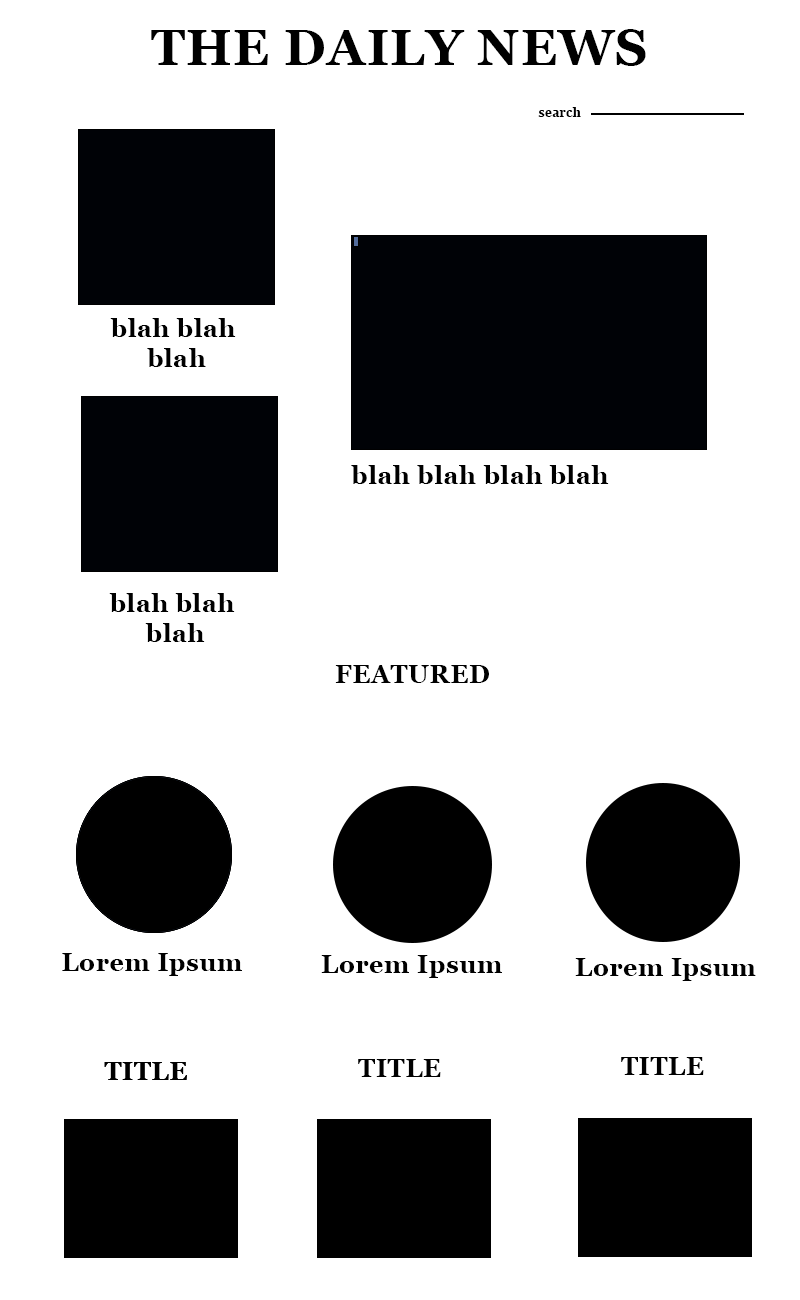 THE DAILY NEWS
search
blah blah
blah
blah blah blah blah
blah blah
blah
FEATURED
Lorem Ipsum
Lorem Ipsum
Lorem Ipsum
TITLE
TITLE
TITLE